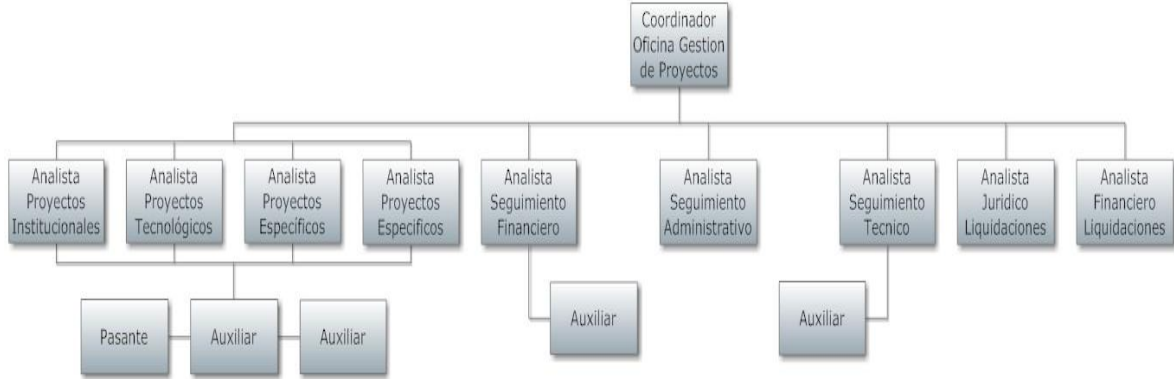 Coordinador
Oficina Gestion
de Proyectos
Analista
Proyectos
Institucionales
Analista
Proyectos
Tecnológicos
Analista
Proyectos
Específicos
Analista
Proyectos
Especificos
Analista
Seguimiento
Financiero
Analista
Seguimiento
Administrativo
Analista
Seguimiento
Tecnico
Analista
Juridico
Liquidaciones
Analista
Financiero
Liquidaciones
Pasante
Auxiliar
Auxiliar
Auxiliar
Auxiliar